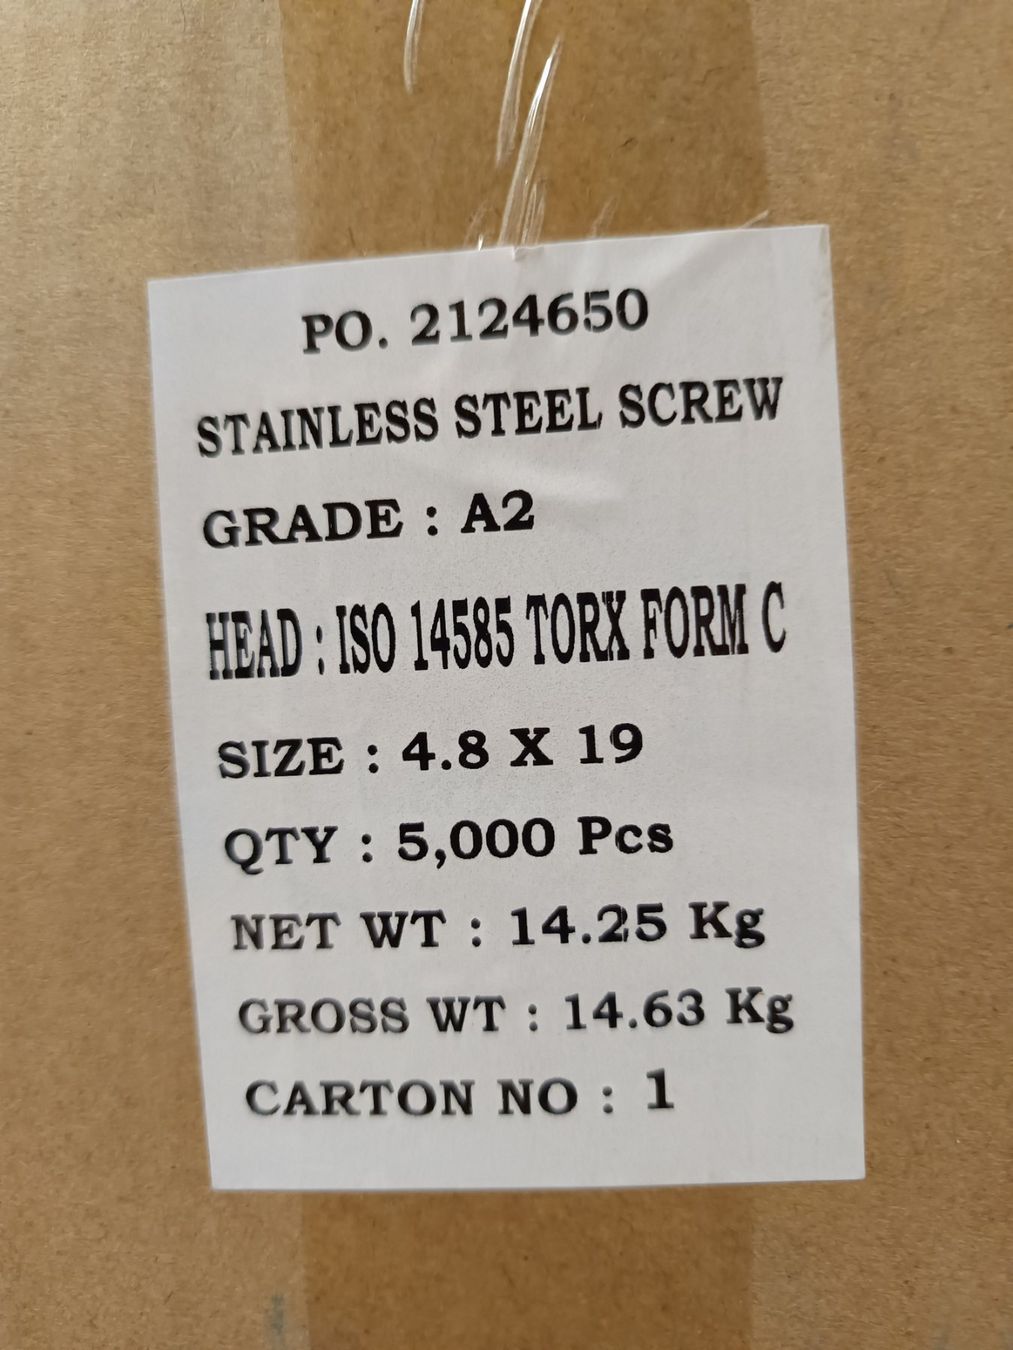 PO. 2124650
STAINLESS STEEL SCREW
GRADE : A2
HEAD : ISO 14585 TORX FORM C
SIZE : 4.8 X 19
QTY : 5,000 Pcs
NET WT : 14.25 Kg
GROSS WT : 14.63 Kg
CARTON NO : 1